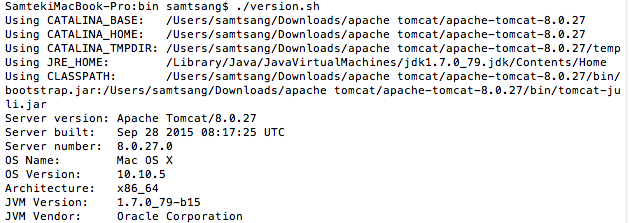 SamtekiMacBook-Pro:bin samtsang$ ./version.sh
Using CATALINA_BASE:   /Users/samtsang/Downloads/apache tomcat/apache-tomcat-8.0.27
Using CATALINA_HOME:   /Users/samtsang/Downloads/apache tomcat/apache-tomcat-8.0.27
Using CATALINA_TMPDIR: /Users/samtsang/Downloads/apache tomcat/apache-tomcat-8.0.27/temp
Using JRE_HOME:        /Library/Java/JavaVirtualMachines/jdk1.7.0_79.jdk/Contents/Home
Using CLASSPATH:       /Users/samtsang/Downloads/apache tomcat/apache-tomcat-8.0.27/bin/
bootstrap.jar:/Users/samtsang/Downloads/apache tomcat/apache-tomcat-8.0.27/bin/tomcat-ju
li.jar
Server version: Apache Tomcat/8.0.27
Server built:   Sep 28 2015 08:17:25 UTC
Server number:  8.0.27.0
OS Name:        Mac OS X
OS Version:     10.10.5
Architecture:   x86_64
JVM Version:    1.7.0_79-b15
JVM Vendor:     Oracle Corporation